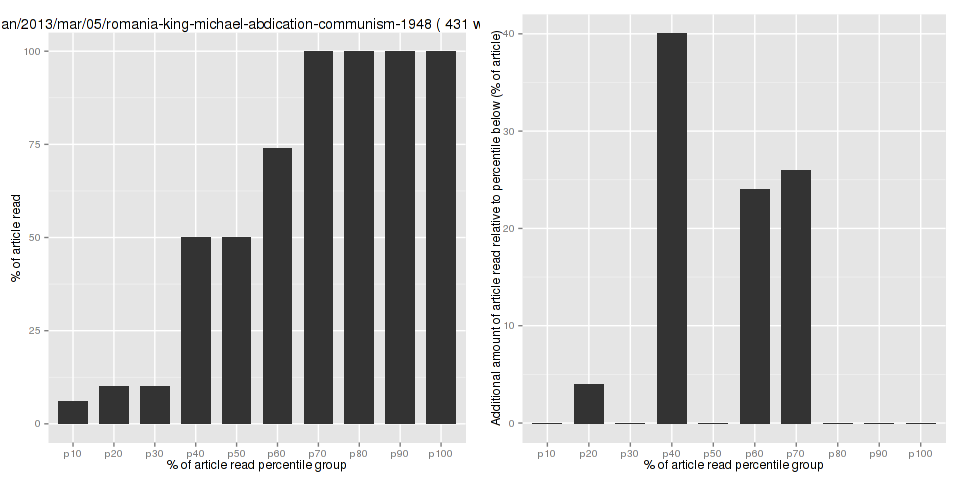 an/2013/mar/05/romania-king-michael-abdication-communism-1948 ( 431 w
% of article read
100
75
50
25
0
p10 p20 p30 p40 p50 p60 p70 p80 p90 p100
% of article read percentile group
Additional amount of article read relative to percentile below (% of article)
40
30
20
10
0
p10 p20 p30 p40 p50 p60 p70 p80 p90 p100
% of article read percentile group